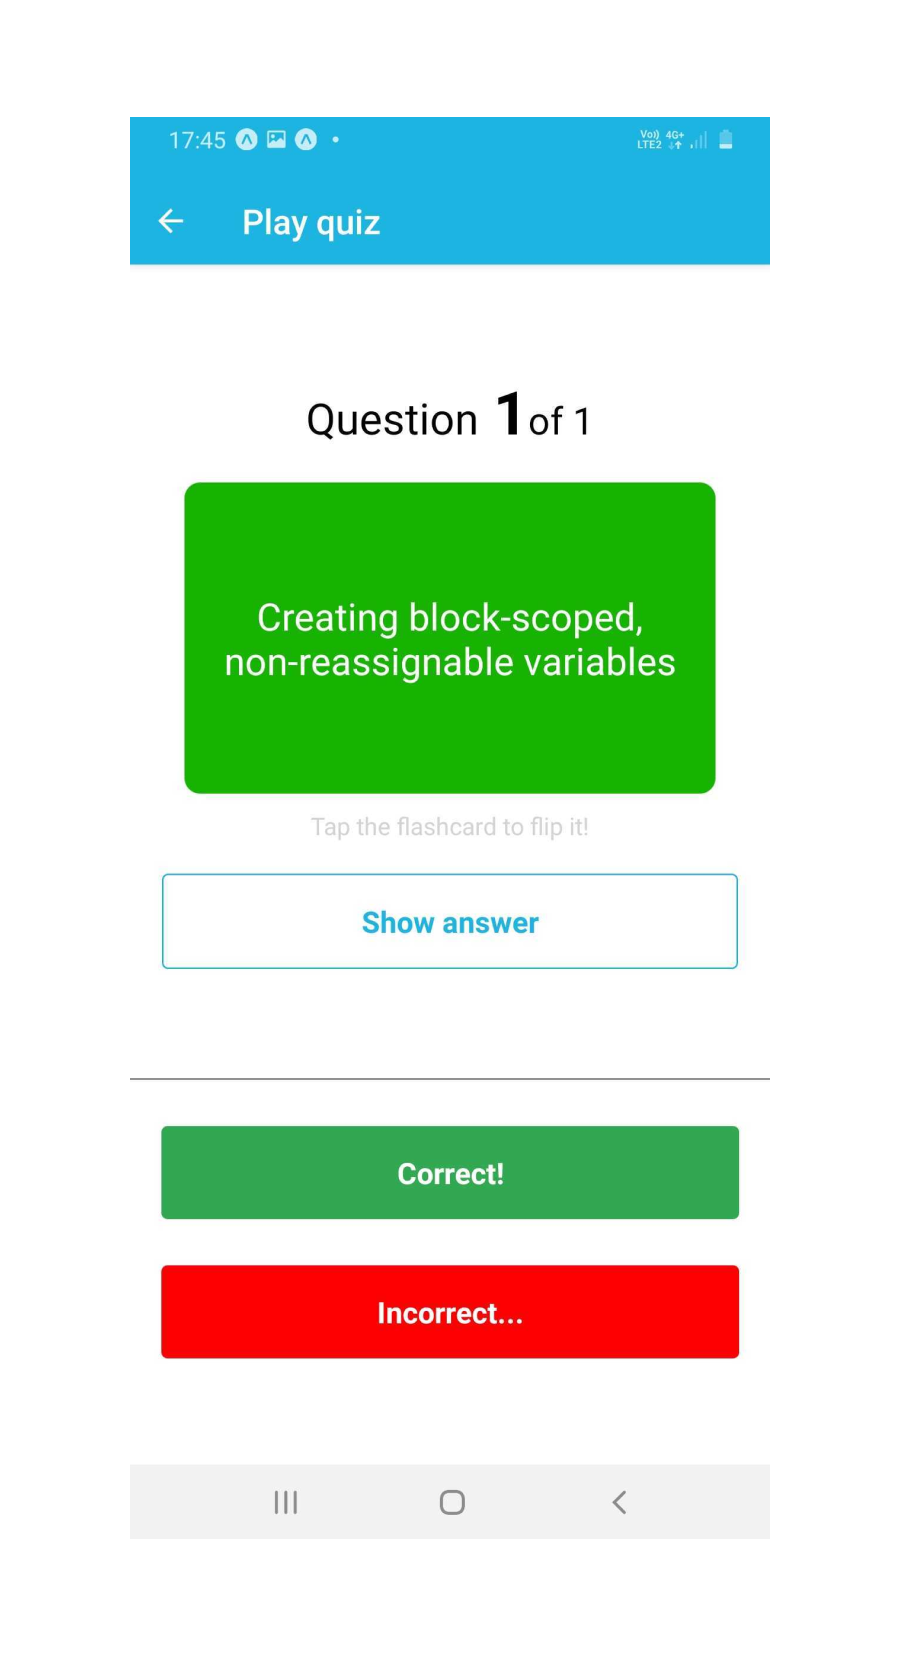 17:45 Vo)) 4G+
LTE2
Play quiz
Question 1 of 1
Creating block-scoped,
non-reassignable variables
Tap the flashcard to flip it!
Show answer
Correct!
Incorrect...